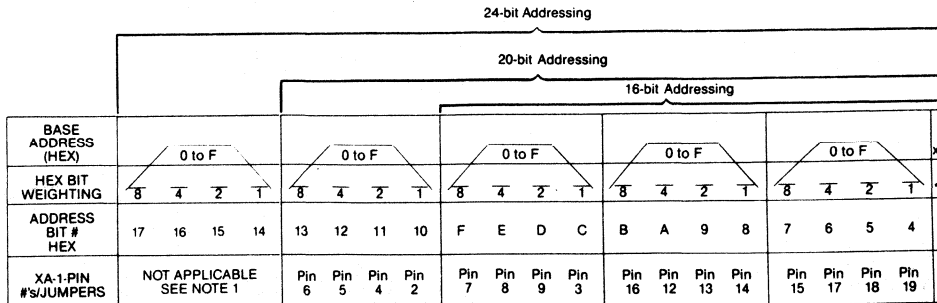 24-bit Addressing
20-bit Addressing
16-bit Addressing
BASE ADDRESS (HEX) 0 to F 0 to F 0 to F 0 to F 0 to F
HEX BIT WEIGHTING 8 4 2 1 8 4 2 1 8 4 2 1 8 4 2 1 8 4 2 1
ADDRESS BIT # HEX 17 16 15 14 13 12 11 10 F E D C B A 9 8 7 6 5 4
XA-1-PIN #'s/JUMPERS NOT APPLICABLE SEE NOTE 1 Pin 6 Pin 5 Pin 4 Pin 2 Pin 7 Pin 8 Pin 9 Pin 3 Pin 16 Pin 12 Pin 13 Pin 14 Pin 15 Pin 17 Pin 18 Pin 19